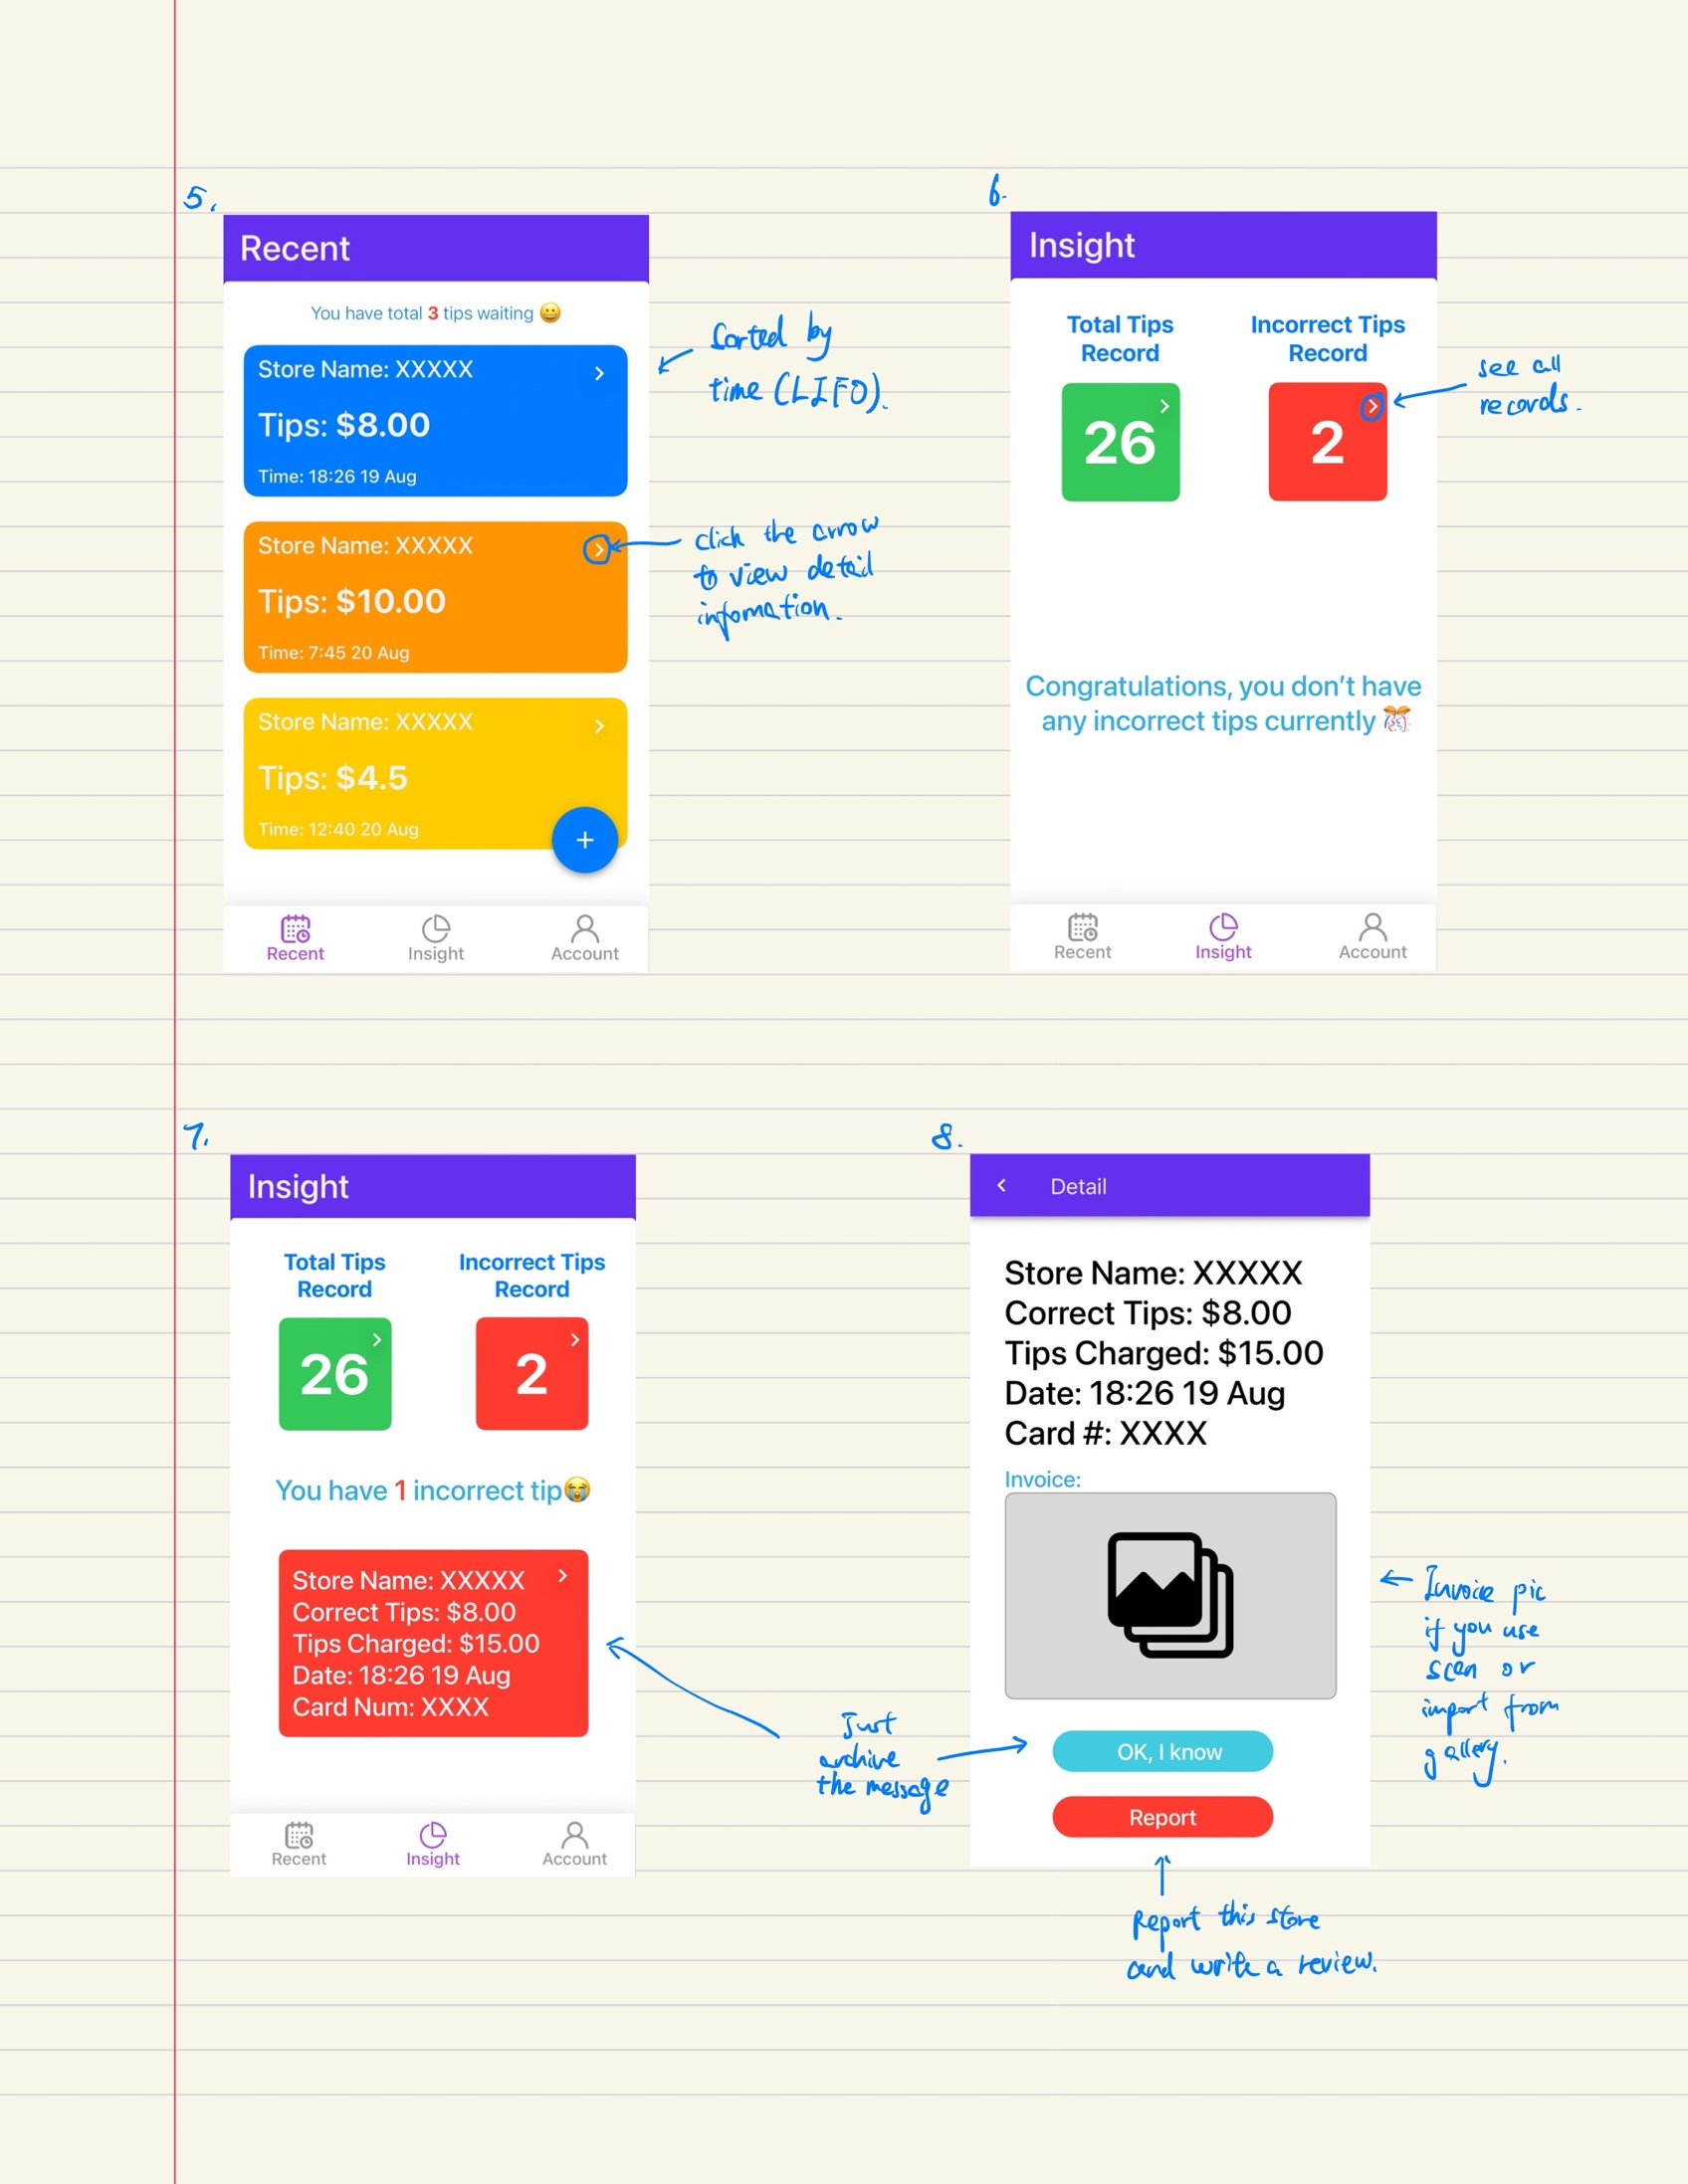 5.
Recent
You have total 3 tips waiting 😀
Store Name: XXXXX
Tips: $8.00
Time: 18:26 19 Aug
Sorted by
time (LIFO).
Store Name: XXXXX
Tips: $10.00
Time: 7:45 20 Aug
click the arrow
to view detail
infomation.
Store Name: XXXXX
Tips: $4.5
Time: 12:40 20 Aug
+
Recent Insight Account
6.
Insight
Total Tips
Record
Incorrect Tips
Record
26
2
see all
records.
Congratulations, you don't have
any incorrect tips currently 🎊
Recent Insight Account
7.
Insight
Total Tips
Record
Incorrect Tips
Record
26
2
You have 1 incorrect tip😭
Store Name: XXXXX
Correct Tips: $8.00
Tips Charged: $15.00
Date: 18:26 19 Aug
Card Num: XXXX
Just
archive
the message
Recent Insight Account
8.
Detail
Store Name: XXXXX
Correct Tips: $8.00
Tips Charged: $15.00
Date: 18:26 19 Aug
Card #: XXXX
Invoice:
Invoice pic
if you use
scan or
import from
gallery.
OK, I know
Report
Report this store
and write a review.